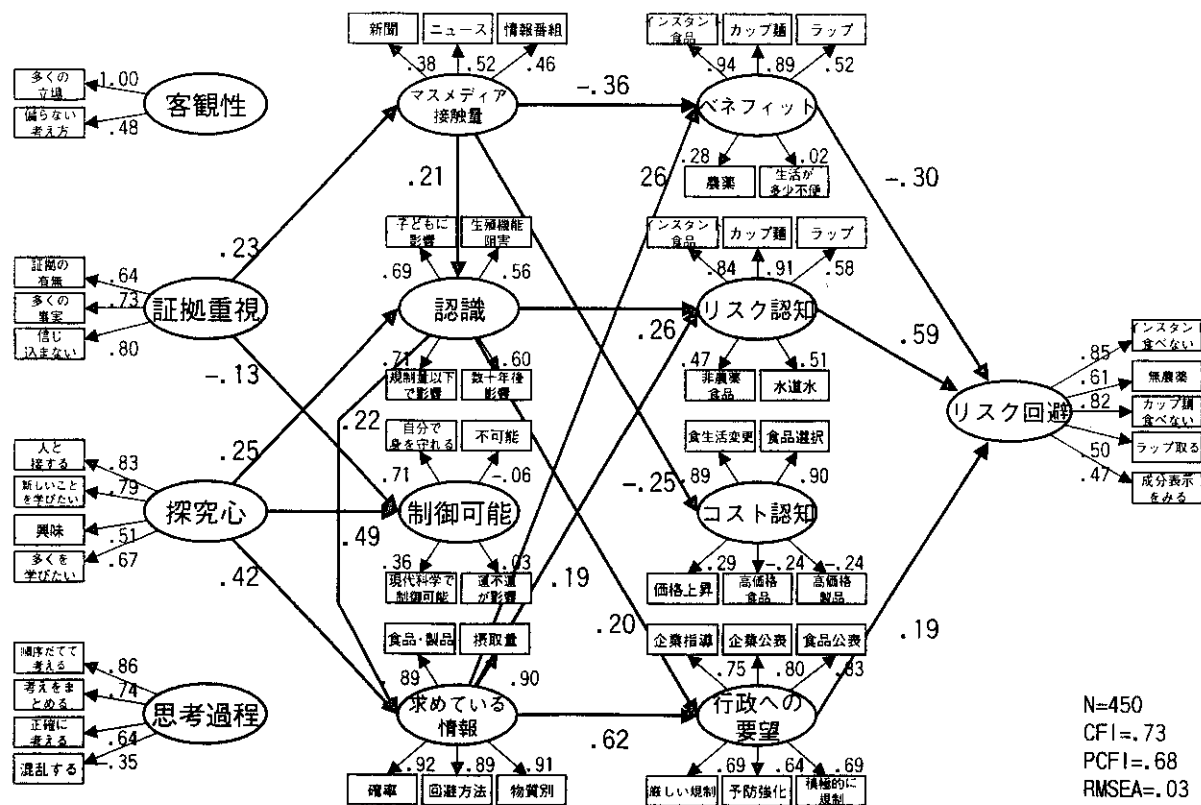 新聞
ニュース
情報番組
.38
.52
.46
マスメディア
接触量
インスタント
食品
カップ麺
ラップ
.94
.89
.52
ベネフィット
.28
.02
農薬
生活が
多少不便
多くの
立場
偏らない
考え方
1.00
.48
客観性
-.36
.21
26
-.30
.23
子どもに
影響
生殖機能
阻害
.69
.56
認識
.71
.60
規制量以下
で影響
数十年後
影響
インスタント
食品
カップ麺
ラップ
.84
.91
.58
リスク認知
.47
.51
非農薬
食品
水道水
証拠の
有無
多くの
事実
信じ
込まない
.64
.73
.80
証拠重視
.26
.59
-.13
.22
インスタント
食べない
無農薬
カップ麺
食べない
ラップ取る
成分表示
をみる
.85
.61
.82
.50
.47
リスク回避
自分で
身を守れる
不可能
.71
-.06
制御可能
.36
.03
現代科学で
制御可能
運不運
が影響
食生活変更
食品選択
.89
.90
コスト認知
.29
-.24
-.24
価格上昇
高価格
食品
高価格
製品
人と
接する
新しいこと
を学びたい
興味
多くを
学びたい
.83
.79
.51
.67
探究心
.25
-.25
.49
.42
.19
.20
.19
食品・製品
摂取量
.89
.90
求めている
情報
.92
.89
.91
確率
回避方法
物質別
.62
企業指導
企業公表
食品公表
.75
.80
.83
行政への
要望
.69
.64
.69
厳しい規制
予防強化
積極的に
規制
順序だてて
考える
考えをま
とめる
正確に
考える
混乱する
.86
.74
.64
-.35
思考過程
N=450
CFI=.73
PCFI=.68
RMSEA=.03